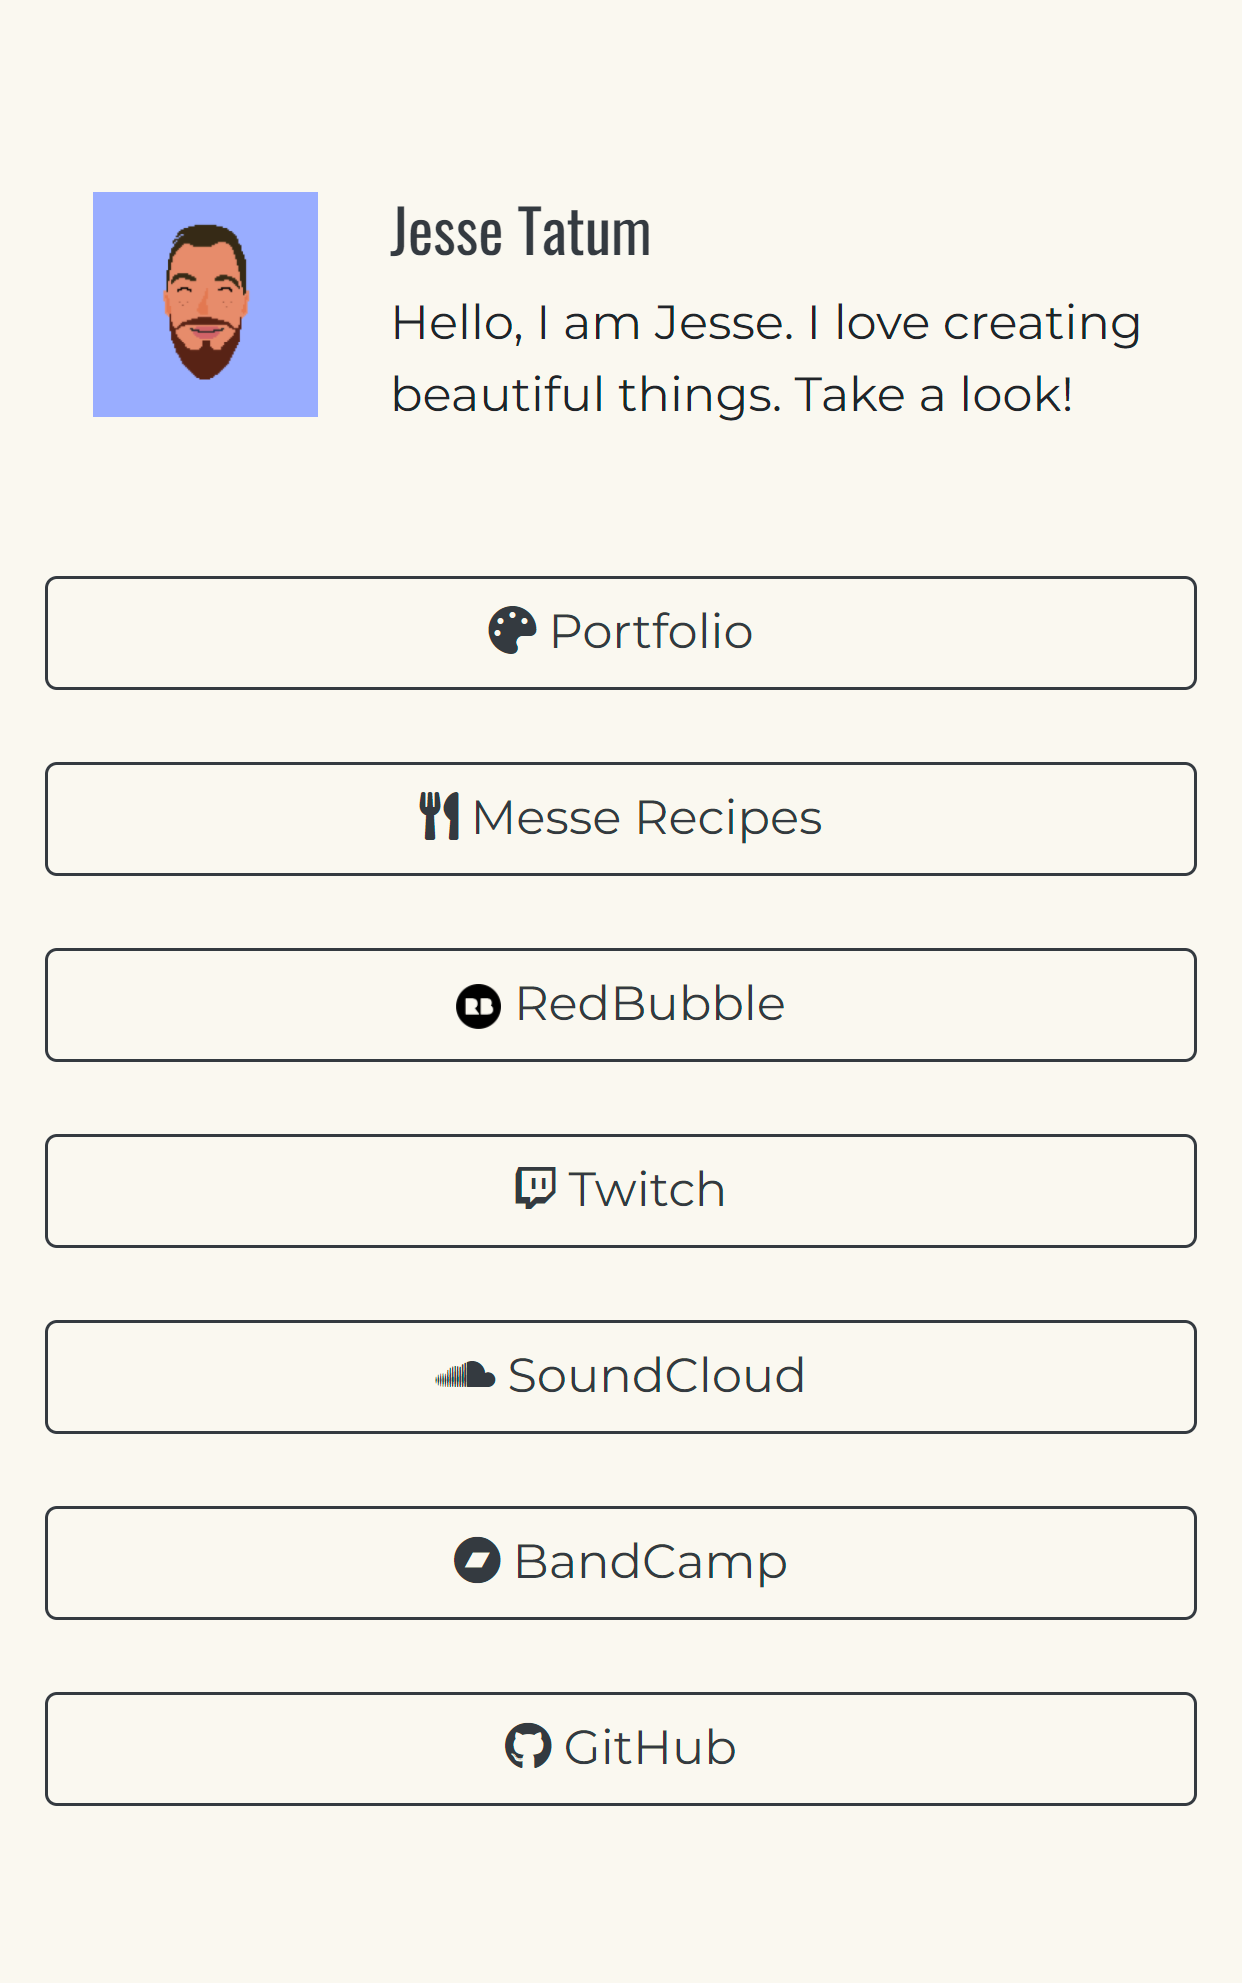 Jesse Tatum
Hello, I am Jesse. I love creating
beautiful things. Take a look!
Portfolio
Messe Recipes
RB RedBubble
Twitch
SoundCloud
BandCamp
GitHub